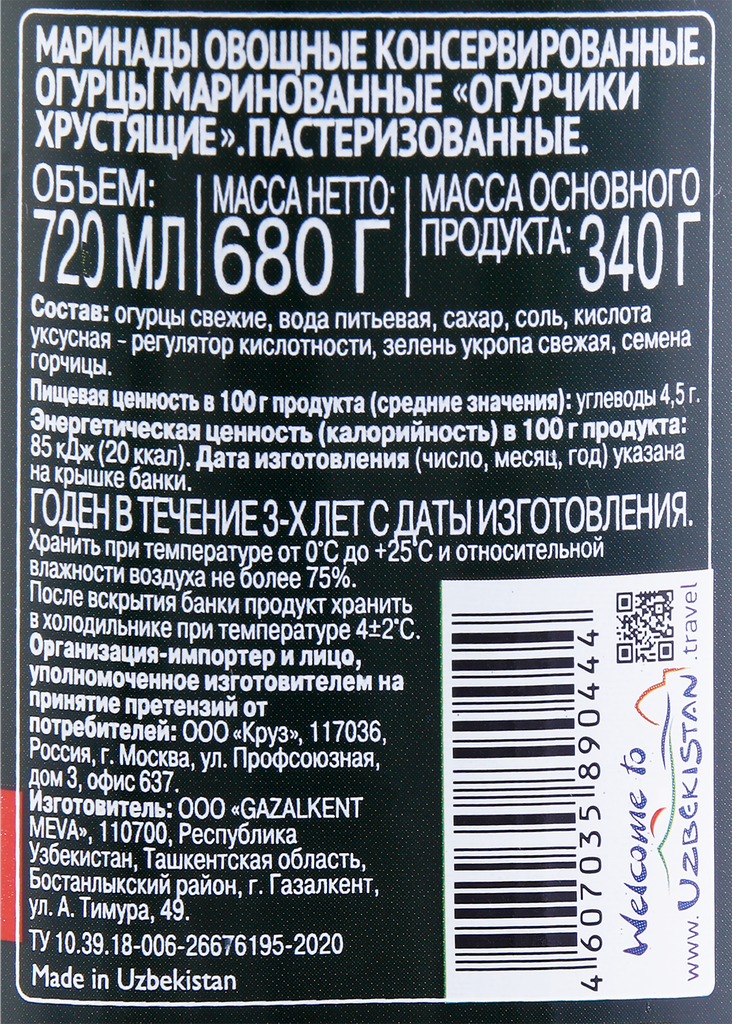 МАРИНАДЫ ОВОЩНЫЕ КОНСЕРВИРОВАННЫЕ.
ОГУРЦЫ МАРИНОВАННЫЕ «ОГУРЧИКИ
ХРУСТЯЩИЕ».ПАСТЕРИЗОВАННЫЕ.
ОБЪЕМ:
720 МЛ
МАССА НЕТТО:
680 Г
МАССА ОСНОВНОГО
ПРОДУКТА: 340 Г
Состав: огурцы свежие, вода питьевая, сахар, соль, кислота
уксусная - регулятор кислотности, зелень укропа свежая, семена
горчицы.
Пищевая ценность в 100 г продукта (средние значения): углеводы 4,5 г.
Энергетическая ценность (калорийность) в 100 г продукта:
85 кДж (20 ккал). Дата изготовления (число, месяц, год) указана
на крышке банки.
ГОДЕН В ТЕЧЕНИЕ 3-Х ЛЕТ С ДАТЫ ИЗГОТОВЛЕНИЯ.
Хранить при температуре от 0°С до +25°С и относительной
влажности воздуха не более 75%.
После вскрытия банки продукт хранить
в холодильнике при температуре 4±2°С.
Организация-импортер и лицо,
уполномоченное изготовителем на
принятие претензий от
потребителей: ООО «Круз», 117036,
Россия, г. Москва, ул. Профсоюзная,
дом 3, офис 637.
Изготовитель: ООО «GAZALKENT
MEVA», 110700, Республика
Узбекистан, Ташкентская область,
Бостанлыкский район, г. Газалкент,
ул. А. Тимура, 49.
ТУ 10.39.18-006-26676195-2020
Made in Uzbekistan
4 607035 890444
Welcome to
www.UZBEKISTAN.travel